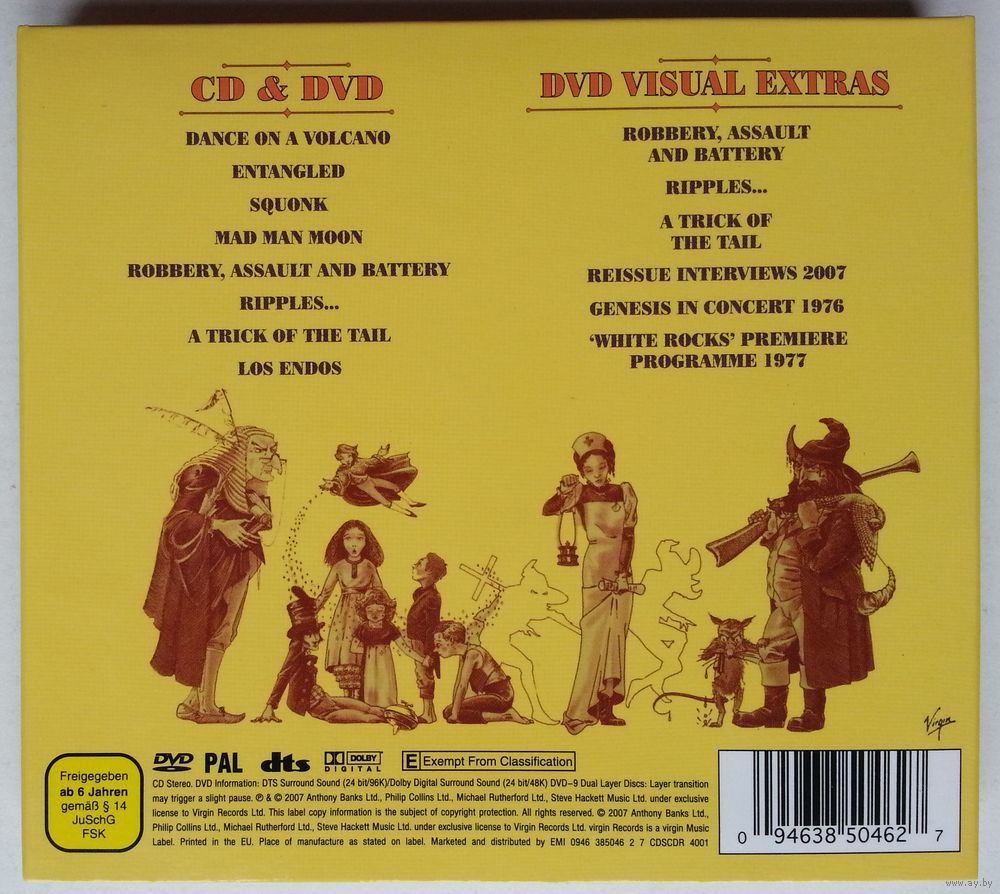 CD & DVD
DANCE ON A VOLCANO
ENTANGLED
SQUONK
MAD MAN MOON
ROBBERY, ASSAULT AND BATTERY
RIPPLES...
A TRICK OF THE TAIL
LOS ENDOS
DVD VISUAL EXTRAS
ROBBERY, ASSAULT
AND BATTERY
RIPPLES...
A TRICK OF
THE TAIL
REISSUE INTERVIEWS 2007
GENESIS IN CONCERT 1976
‘WHITE ROCKS’ PREMIERE
PROGRAMME 1977
Virgin
Freigegeben
ab 6 Jahren
gemäß § 14
JuSchG
FSK
DVD PAL dts DOLBY DIGITAL E Exempt From Classification
CD Stereo. DVD Information: DTS Surround Sound (24 bit/96K)/Dolby Digital Surround Sound (24 bit/48K) DVD-9 Dual Layer Discs: Layer transition
may trigger a slight pause. ℗ & © 2007 Anthony Banks Ltd., Philip Collins Ltd., Michael Rutherford Ltd., Steve Hackett Music Ltd. under exclusive
license to Virgin Records Ltd. This label copy information is the subject of copyright protection. All rights reserved. © 2007 Anthony Banks Ltd.,
Philip Collins Ltd., Michael Rutherford Ltd., Steve Hackett Music Ltd. under exclusive license to Virgin Records Ltd. virgin Records is a virgin Music
Label. Printed in the EU. Place of manufacture as stated on label. Marketed and distributed by EMI 0946 385046 2 7 CDSCDR 4001
0 94638 50462 7
www.ay.by